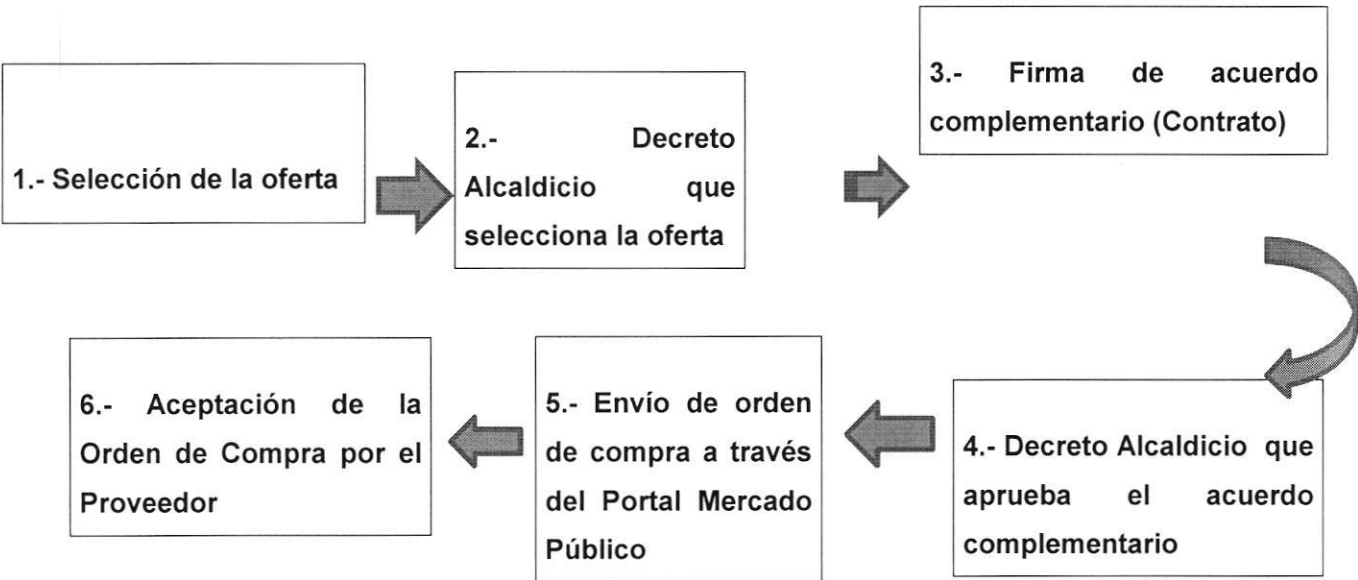 1.- Selección de la oferta
2.- Decreto
Alcaldicio que
selecciona la oferta
3.- Firma de acuerdo
complementario (Contrato)
4.- Decreto Alcaldicio que
aprueba el acuerdo
complementario
5.- Envío de orden
de compra a través
del Portal Mercado
Público
6.- Aceptación de la
Orden de Compra por el
Proveedor